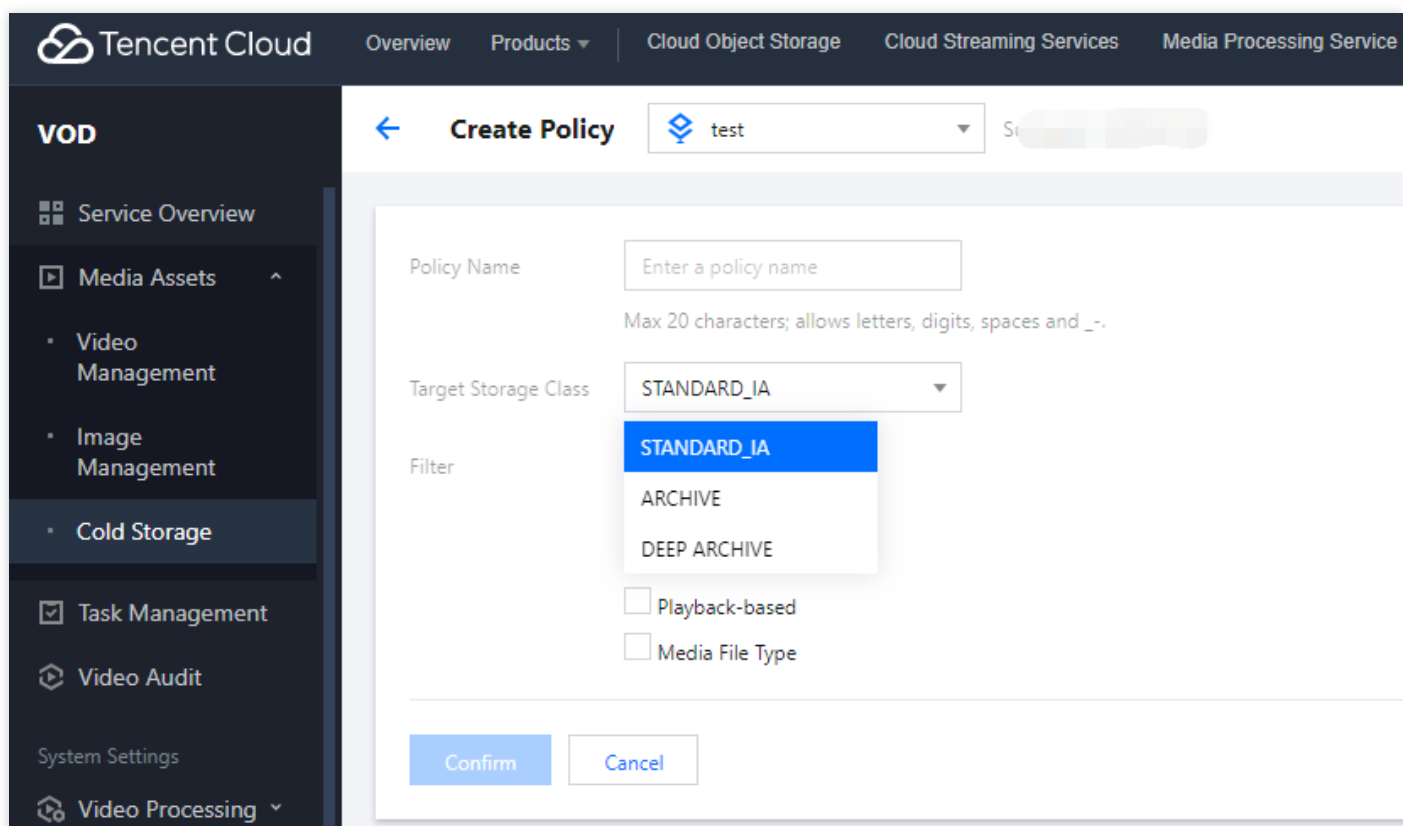 Tencent Cloud
Overview Products Cloud Object Storage Cloud Streaming Services Media Processing Service
VOD
Create Policy test
Service Overview
Media Assets
Policy Name Enter a policy name
Max 20 characters; allows letters, digits, spaces and _-.
Video
Management
Target Storage Class STANDARD_IA
Image
Management
Filter
STANDARD_IA
ARCHIVE
DEEP ARCHIVE
Cold Storage
Playback-based
Media File Type
Task Management
Video Audit
System Settings
Video Processing
Confirm Cancel